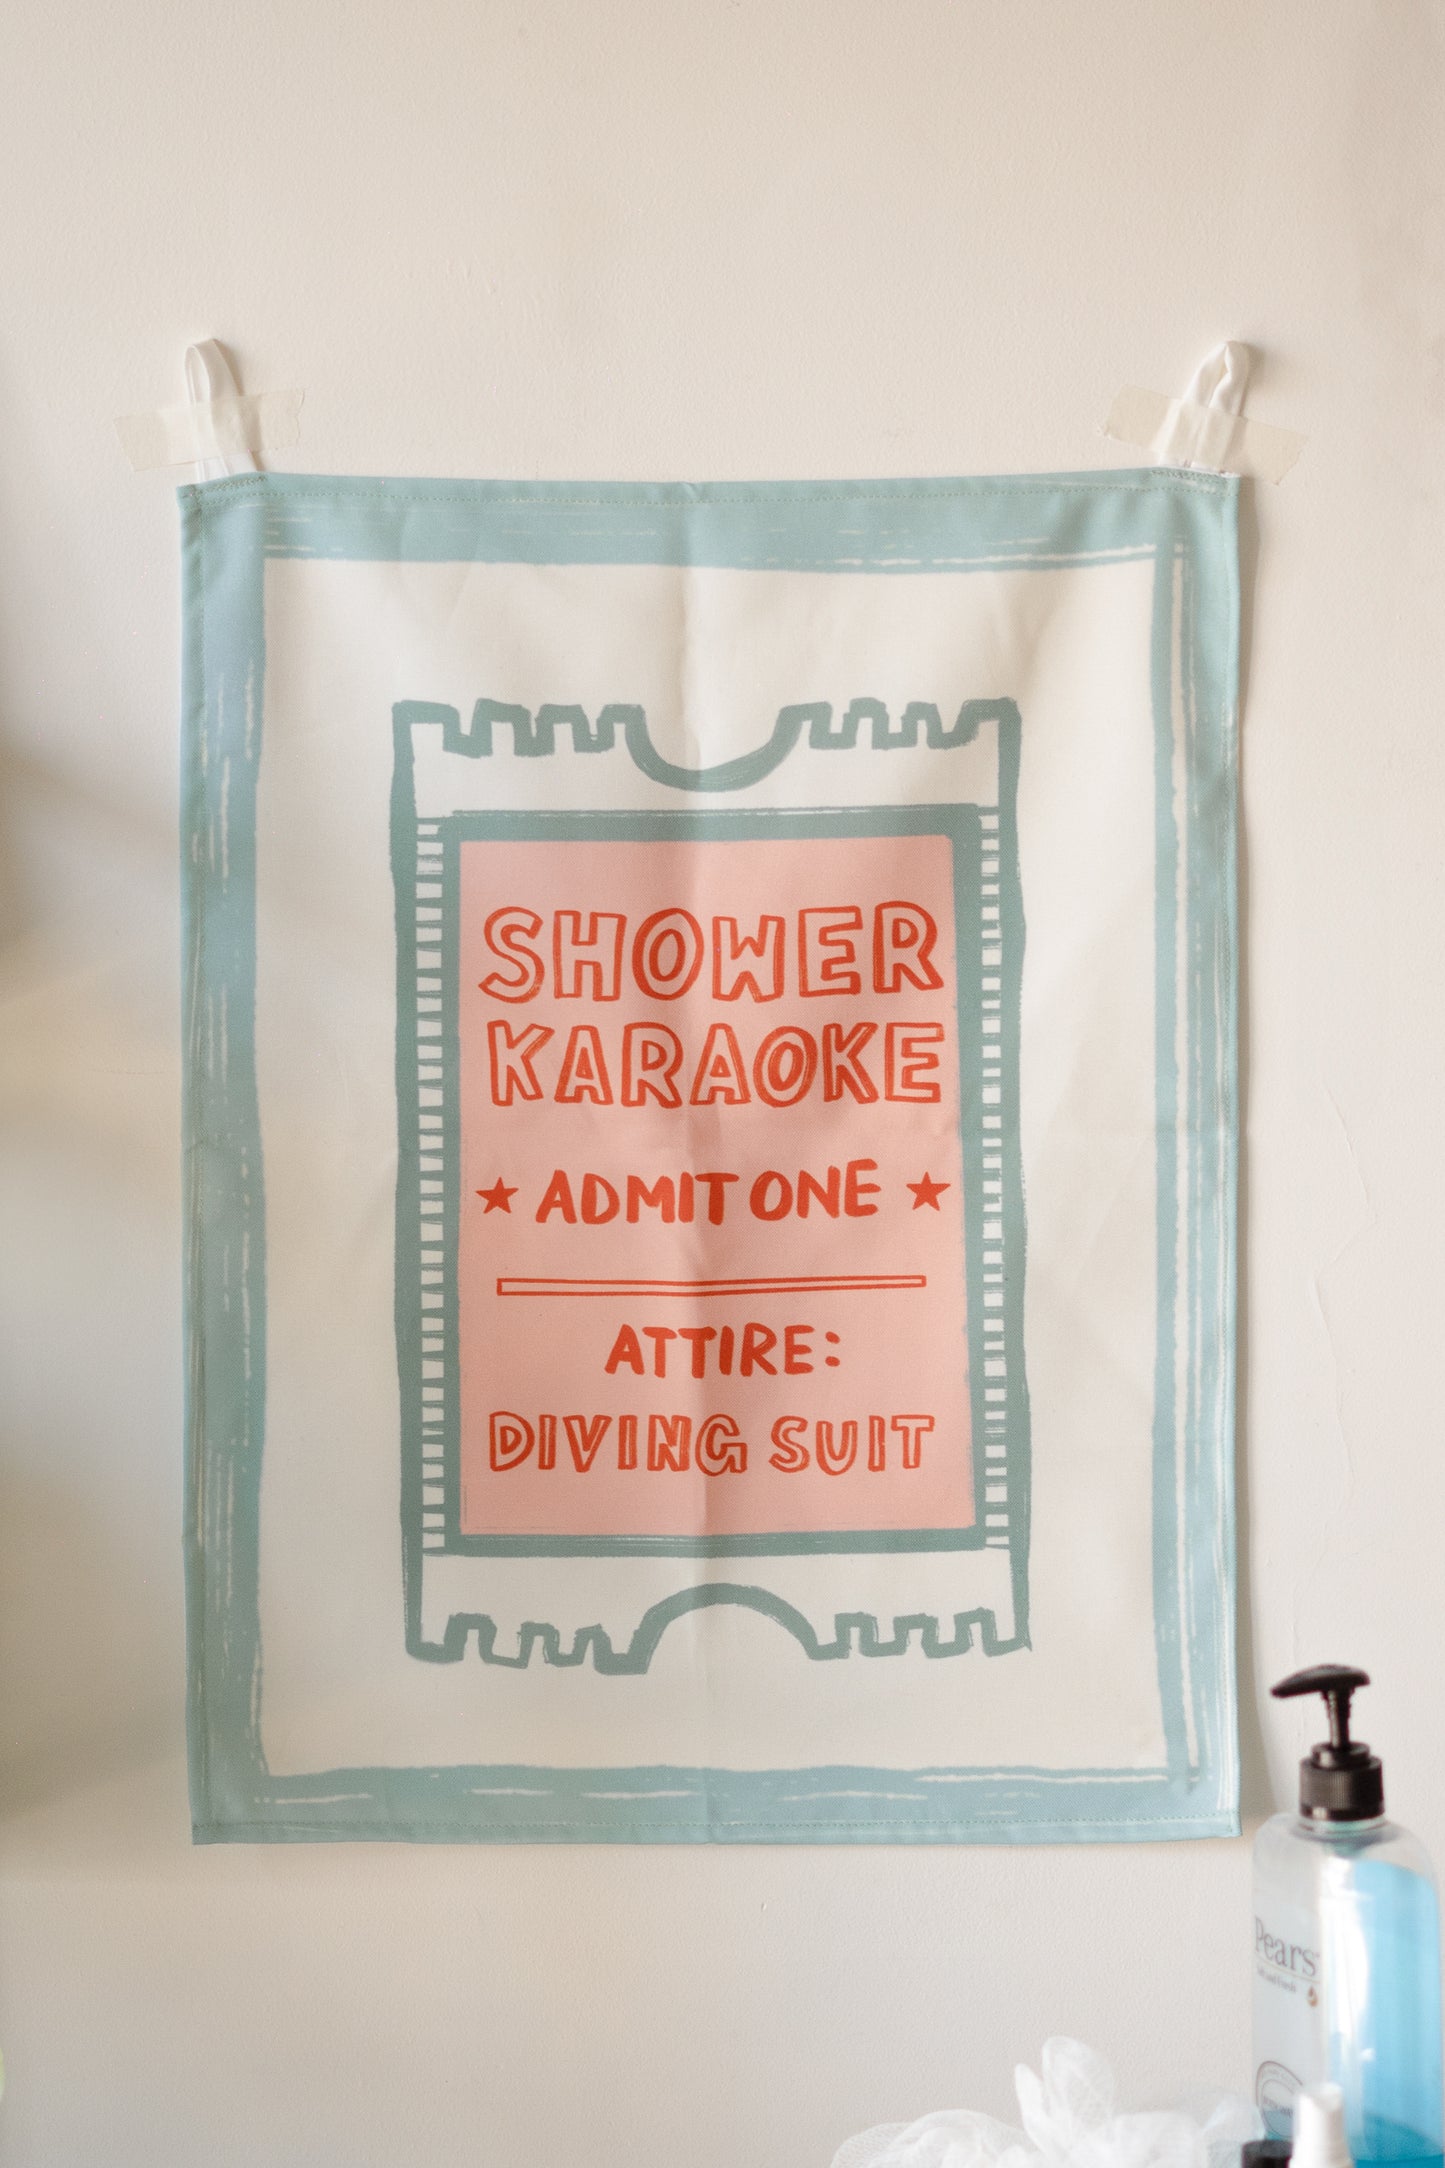 SHOWER
KARAOKE
★ ADMIT ONE ★
ATTIRE:
DIVING SUIT
Pears